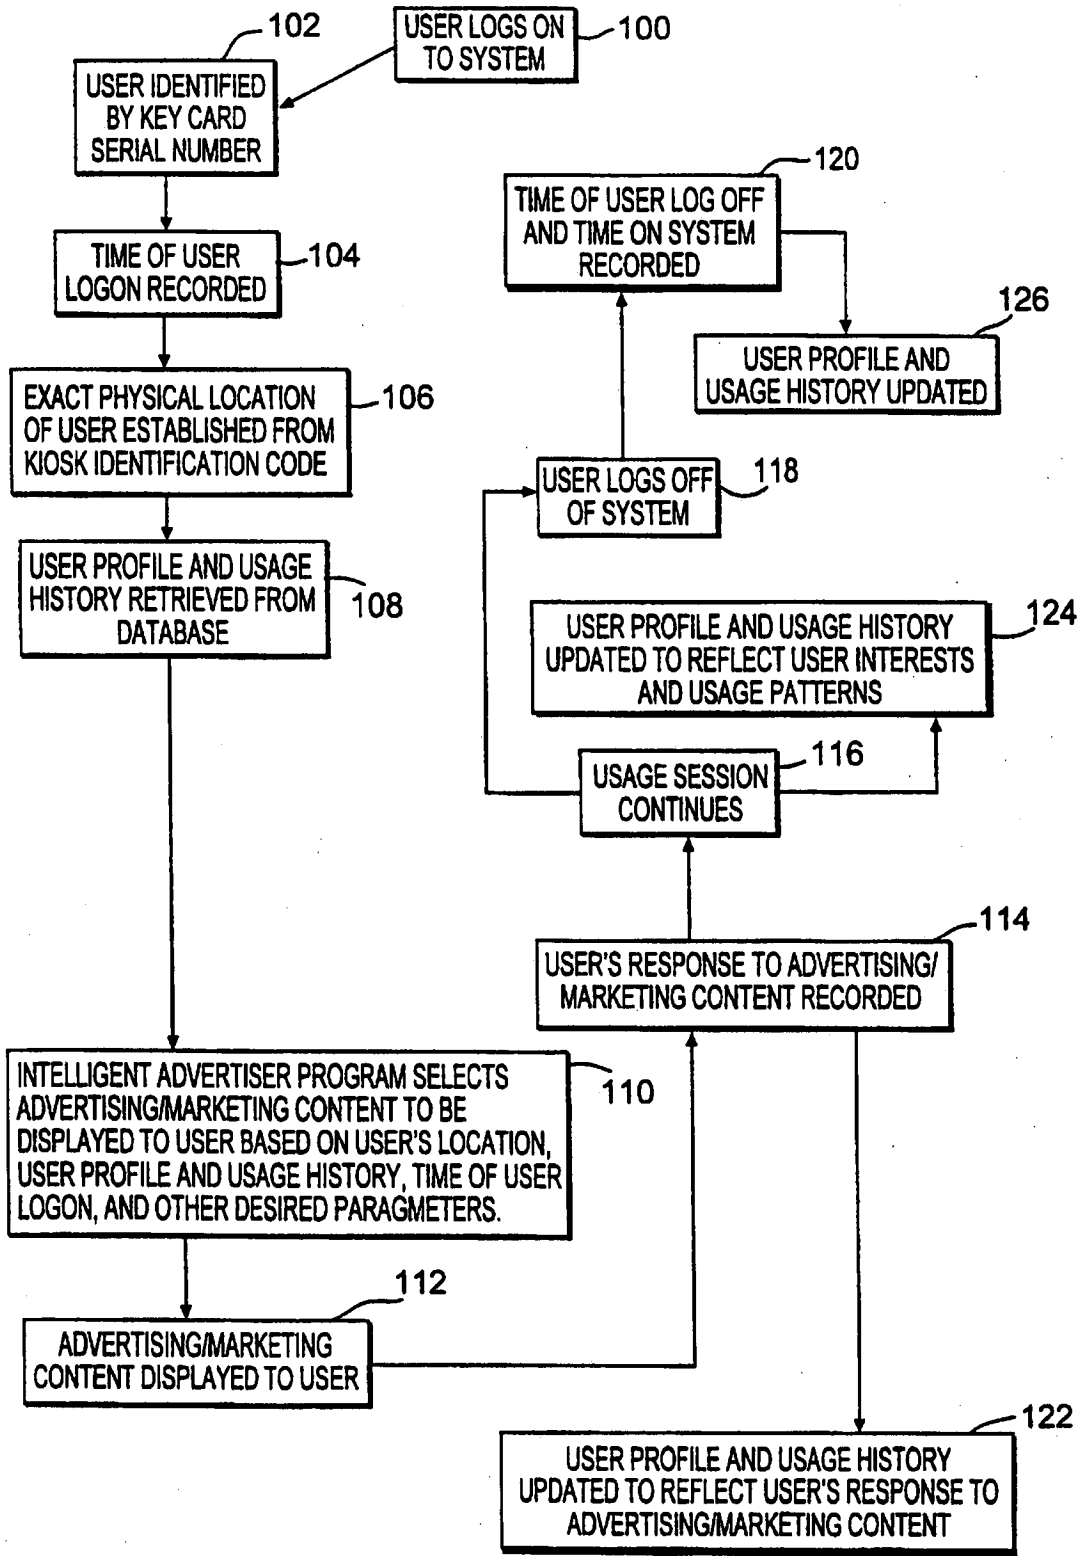 USER LOGS ON
TO SYSTEM
100
102
USER IDENTIFIED
BY KEY CARD
SERIAL NUMBER
TIME OF USER
LOGON RECORDED
104
EXACT PHYSICAL LOCATION
OF USER ESTABLISHED FROM
KIOSK IDENTIFICATION CODE
106
USER PROFILE AND USAGE
HISTORY RETRIEVED FROM
DATABASE
108
INTELLIGENT ADVERTISER PROGRAM SELECTS
ADVERTISING/MARKETING CONTENT TO BE
DISPLAYED TO USER BASED ON USER'S LOCATION,
USER PROFILE AND USAGE HISTORY, TIME OF USER
LOGON, AND OTHER DESIRED PARAGMETERS.
110
112
ADVERTISING/MARKETING
CONTENT DISPLAYED TO USER
114
USER'S RESPONSE TO ADVERTISING/
MARKETING CONTENT RECORDED
116
USAGE SESSION
CONTINUES
USER LOGS OFF
OF SYSTEM
118
120
TIME OF USER LOG OFF
AND TIME ON SYSTEM
RECORDED
126
USER PROFILE AND
USAGE HISTORY UPDATED
124
USER PROFILE AND USAGE HISTORY
UPDATED TO REFLECT USER INTERESTS
AND USAGE PATTERNS
122
USER PROFILE AND USAGE HISTORY
UPDATED TO REFLECT USER'S RESPONSE TO
ADVERTISING/MARKETING CONTENT